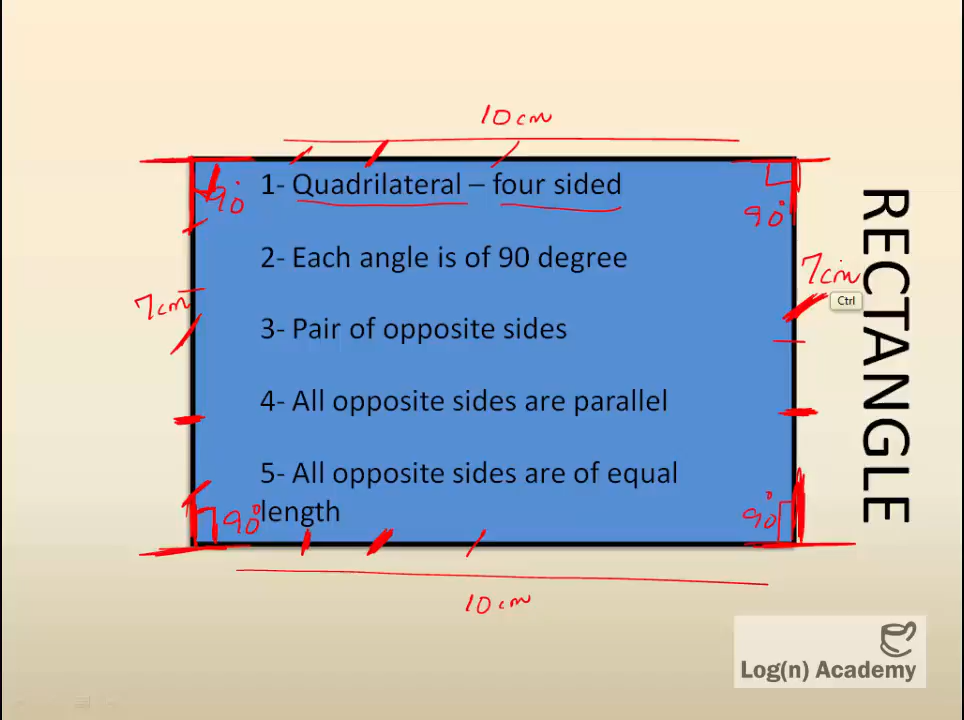 10cm
1- Quadrilateral – four sided
90°
90°
2- Each angle is of 90 degree
7cm
7cm
Ctrl
3- Pair of opposite sides
4- All opposite sides are parallel
5- All opposite sides are of equal
length
90°
90°
10cm
RECTANGLE
Log(n) Academy